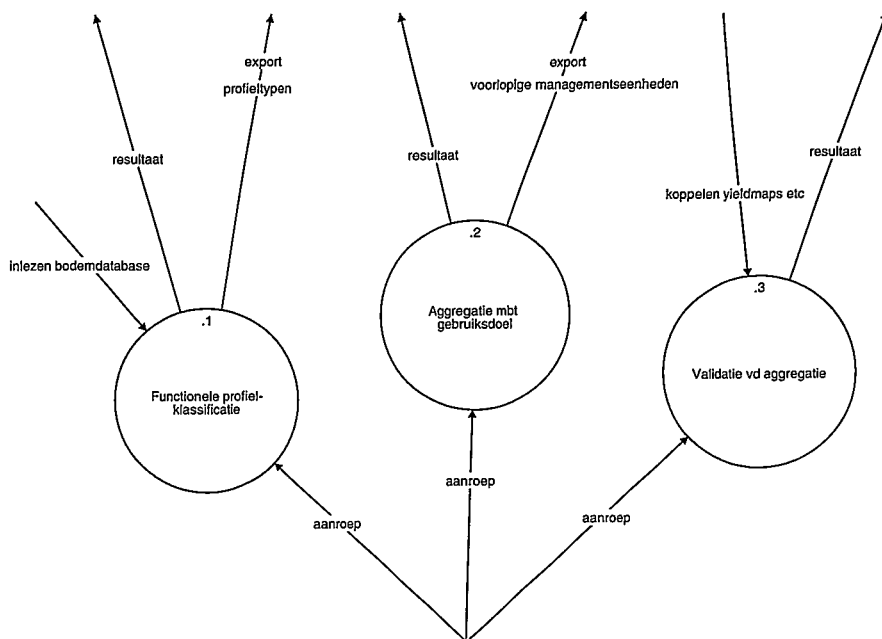 export
profieltypen
export
voorlopige managementseenheden
resultaat
resultaat
resultaat
koppelen yieldmaps etc
inlezen bodemdatabase
.1
Functionele profiel-
klassificatie
.2
Aggregatie mbt
gebruiksdoel
.3
Validatie vd aggregatie
aanroep
aanroep
aanroep